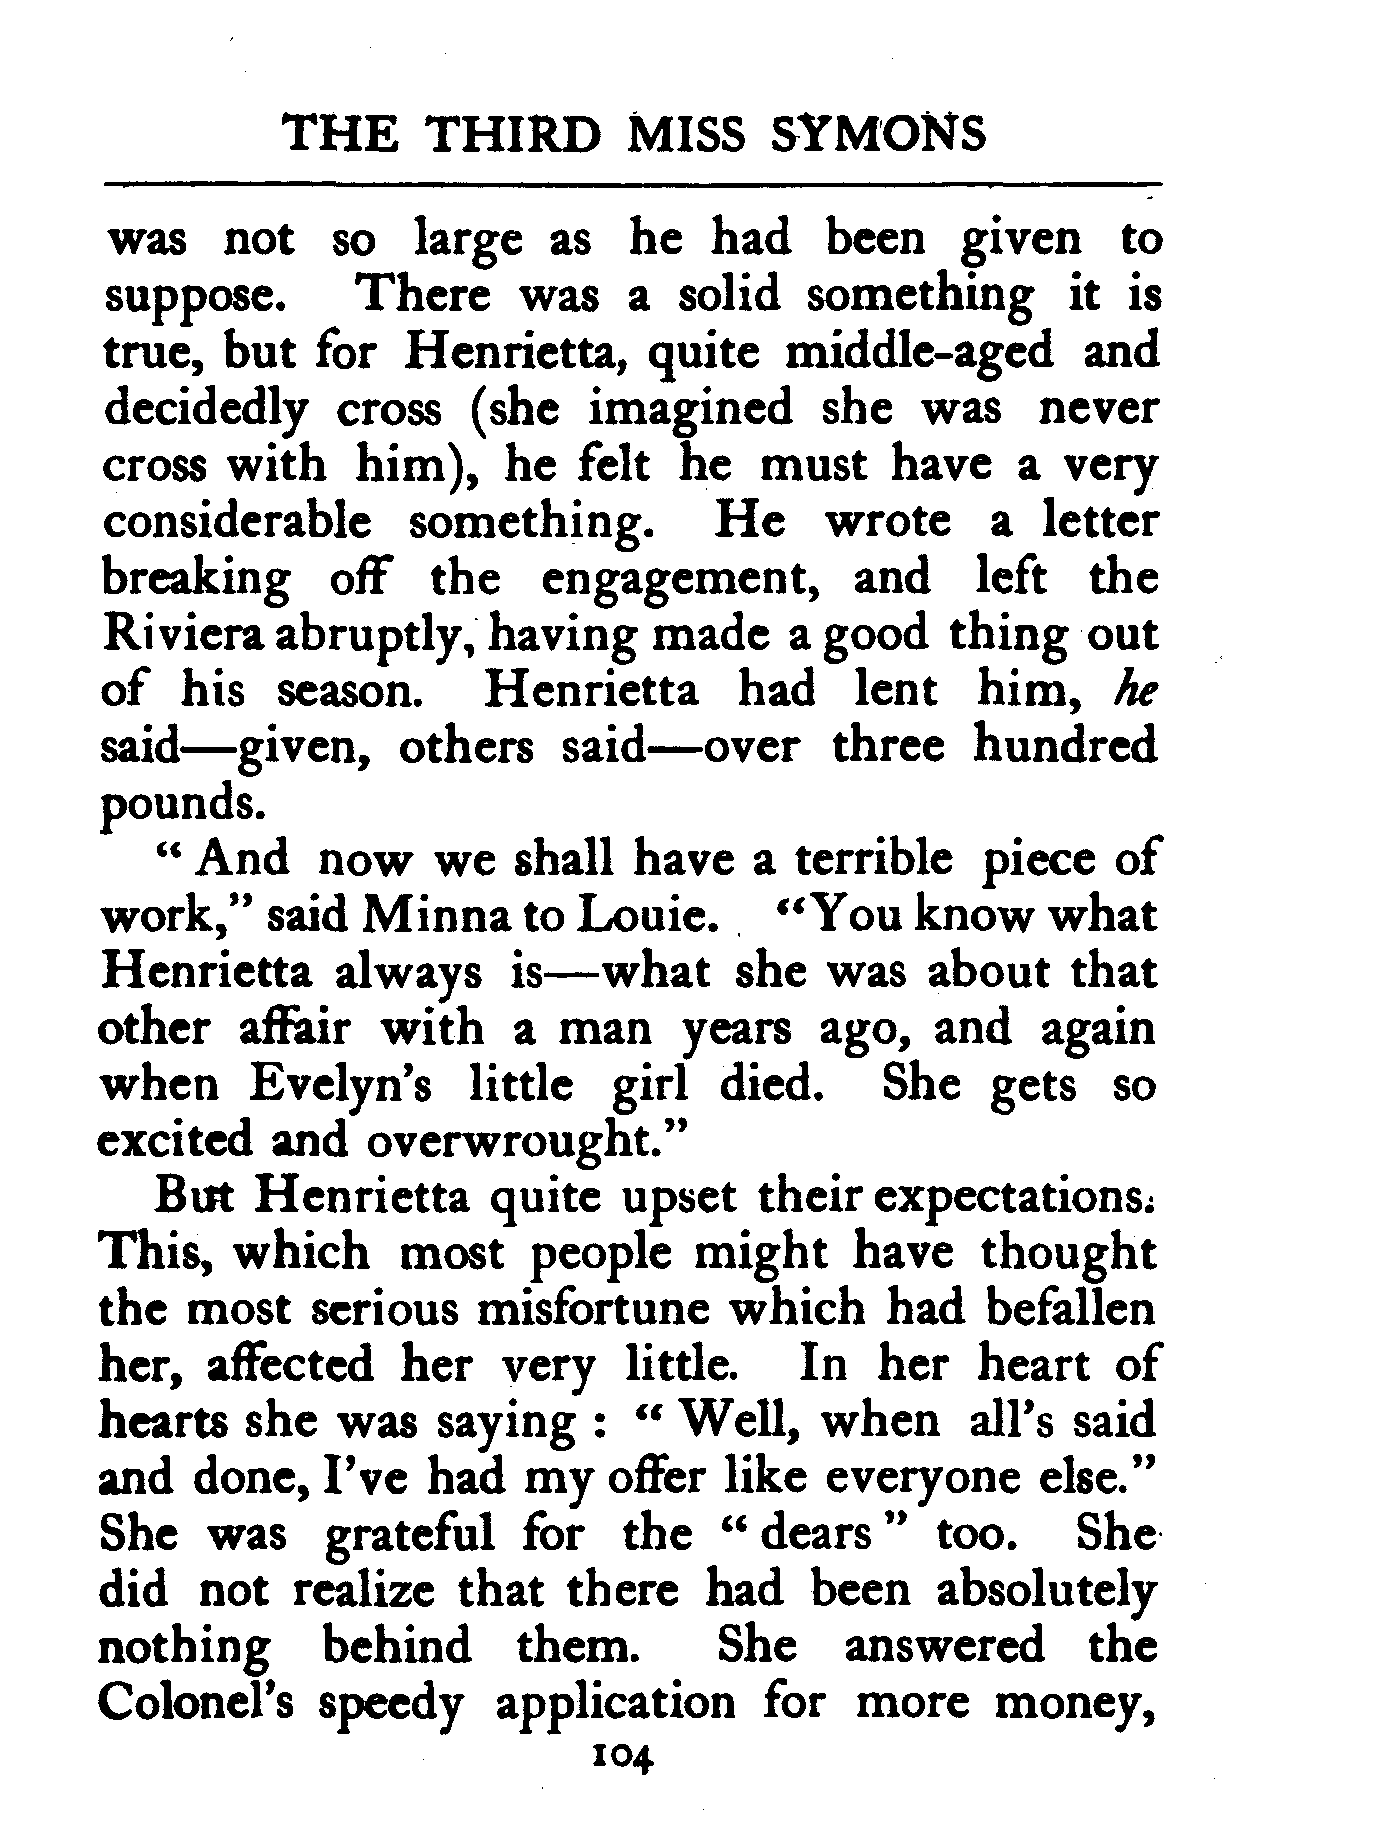 THE THIRD MISS SYMONS
was not so large as he had been given to
suppose. There was a solid something it is
true, but for Henrietta, quite middle-aged and
decidedly cross (she imagined she was never
cross with him), he felt he must have a very
considerable something. He wrote a letter
breaking off the engagement, and left the
Riviera abruptly, having made a good thing out
of his season. Henrietta had lent him, he
said—given, others said—over three hundred
pounds.
“ And now we shall have a terrible piece of
work,” said Minna to Louie. “You know what
Henrietta always is—what she was about that
other affair with a man years ago, and again
when Evelyn’s little girl died. She gets so
excited and overwrought.”
But Henrietta quite upset their expectations.
This, which most people might have thought
the most serious misfortune which had befallen
her, affected her very little. In her heart of
hearts she was saying : “ Well, when all’s said
and done, I’ve had my offer like everyone else.”
She was grateful for the “ dears ” too. She
did not realize that there had been absolutely
nothing behind them. She answered the
Colonel’s speedy application for more money,
104